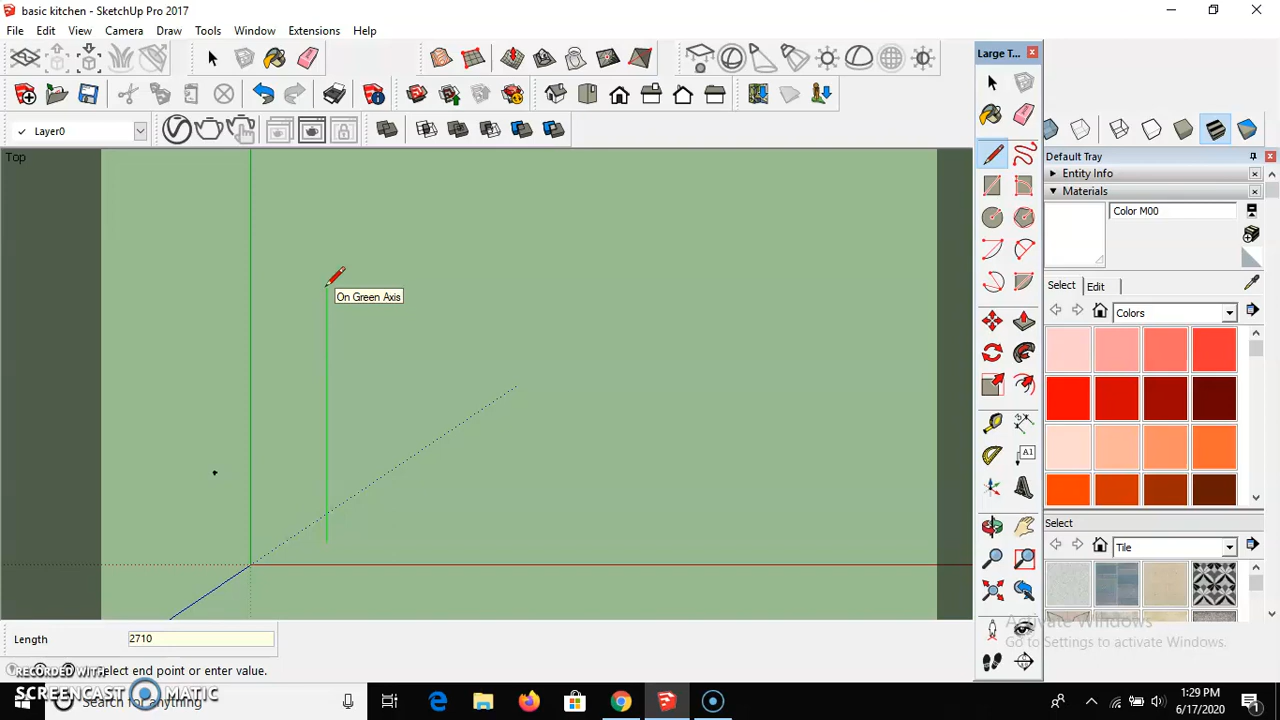 basic kitchen - SketchUp Pro 2017
File Edit View Camera Draw Tools Window Extensions Help
Large T...
Layer0
Top
Default Tray
Entity Info
Materials
Color M00
On Green Axis
Select Edit
Colors
A1
Select
Tile
Activate Windows
Go to Settings to activate Windows.
Length 2710
Select end point or enter value.
RECORDED WITH
SCREENCAST MATIC
Search for anything
1:29 PM
6/17/2020
1